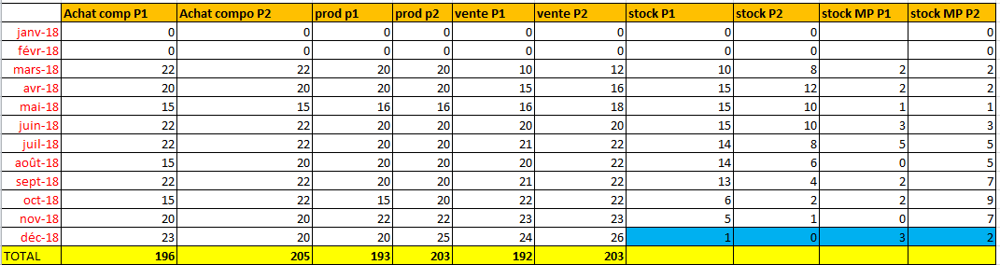 Achat comp P1 Achat compo P2 prod p1 prod p2 vente P1 vente P2 stock P1 stock P2 stock MP P1 stock MP P2
janv-18 0 0 0 0 0 0 0 0 0
févr-18 0 0 0 0 0 0 0 0 0
mars-18 22 22 20 20 10 12 10 8 2 2
avr-18 20 20 20 20 15 16 15 12 2 2
mai-18 15 15 16 16 16 18 15 10 1 1
juin-18 22 22 20 20 20 20 15 10 3 3
juil-18 22 22 20 20 21 22 14 8 5 5
août-18 15 20 20 20 20 22 14 6 0 5
sept-18 22 22 20 20 21 22 13 4 2 7
oct-18 15 22 15 20 22 22 6 2 2 9
nov-18 20 20 22 22 23 23 5 1 0 7
déc-18 23 20 20 25 24 26 1 0 3 2
TOTAL 196 205 193 203 192 203